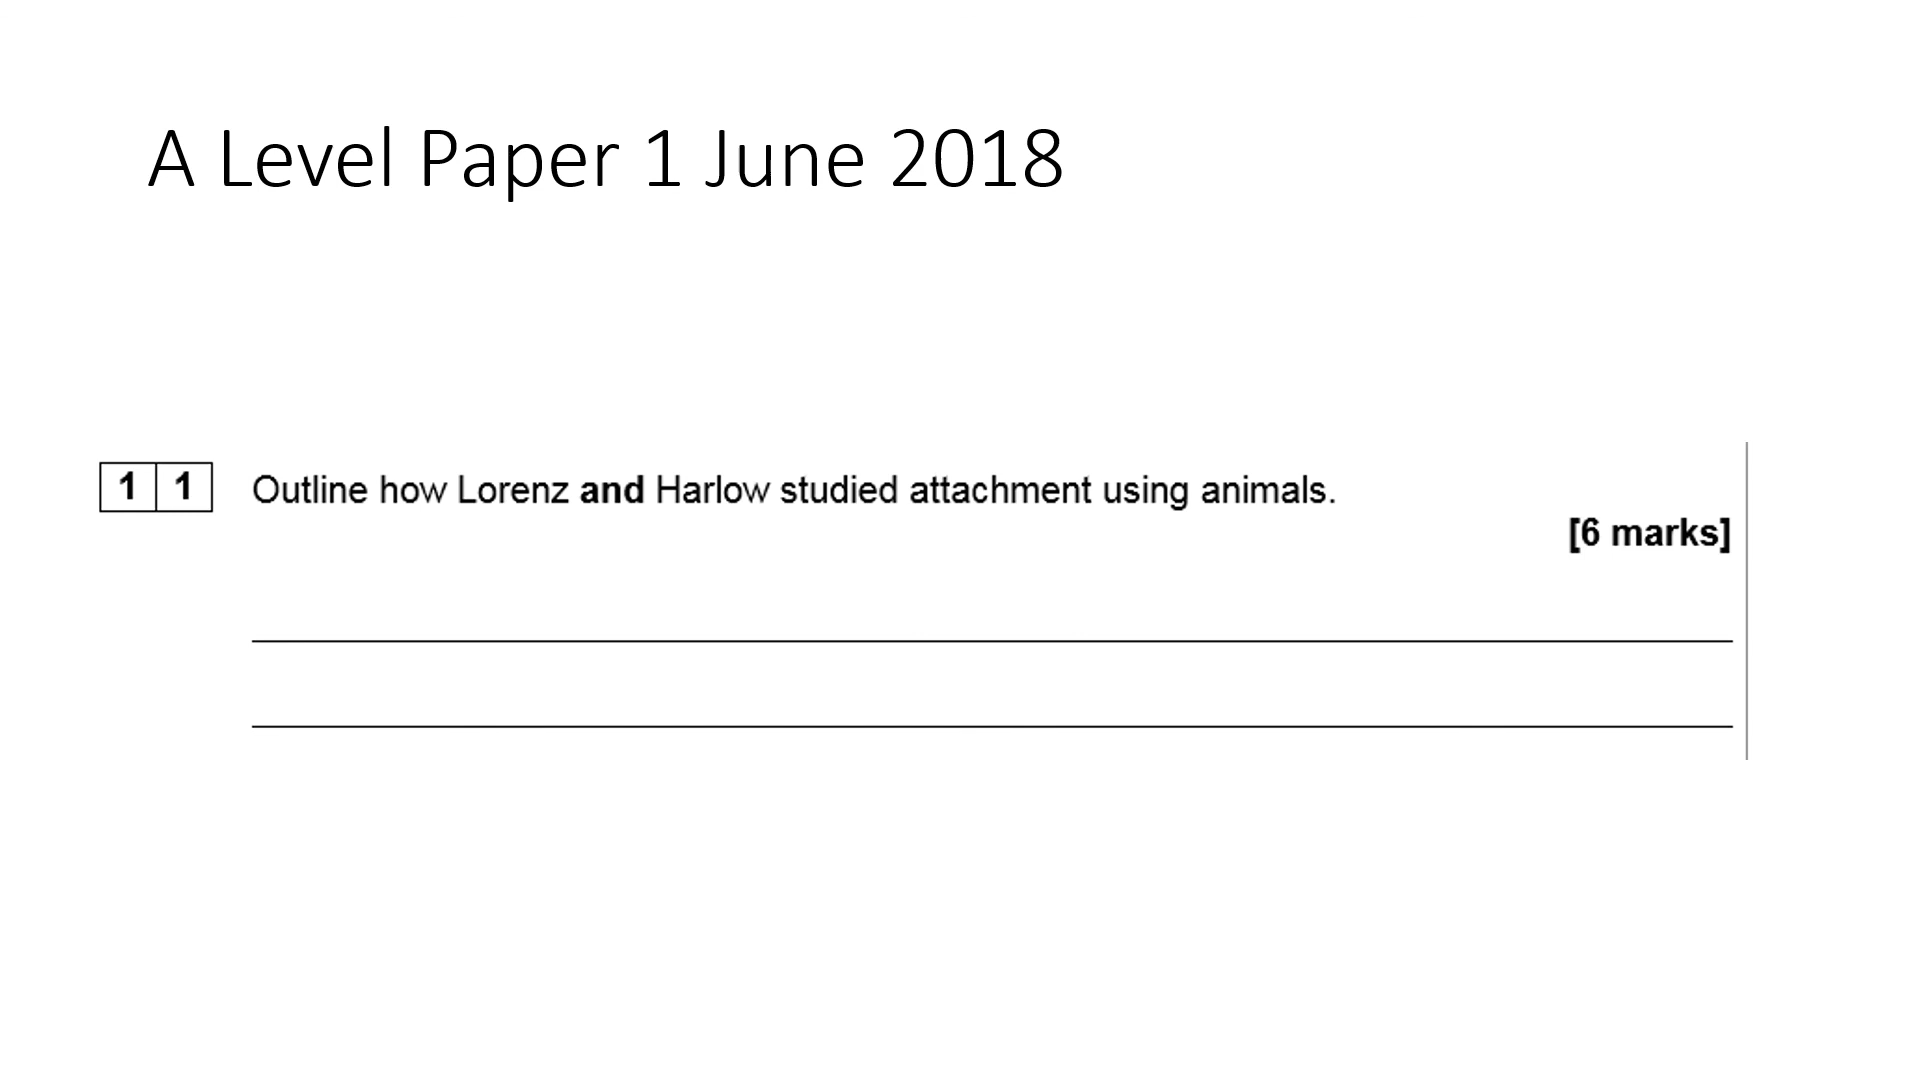 A Level Paper 1 June 2018
1 1 Outline how Lorenz and Harlow studied attachment using animals.
[6 marks]